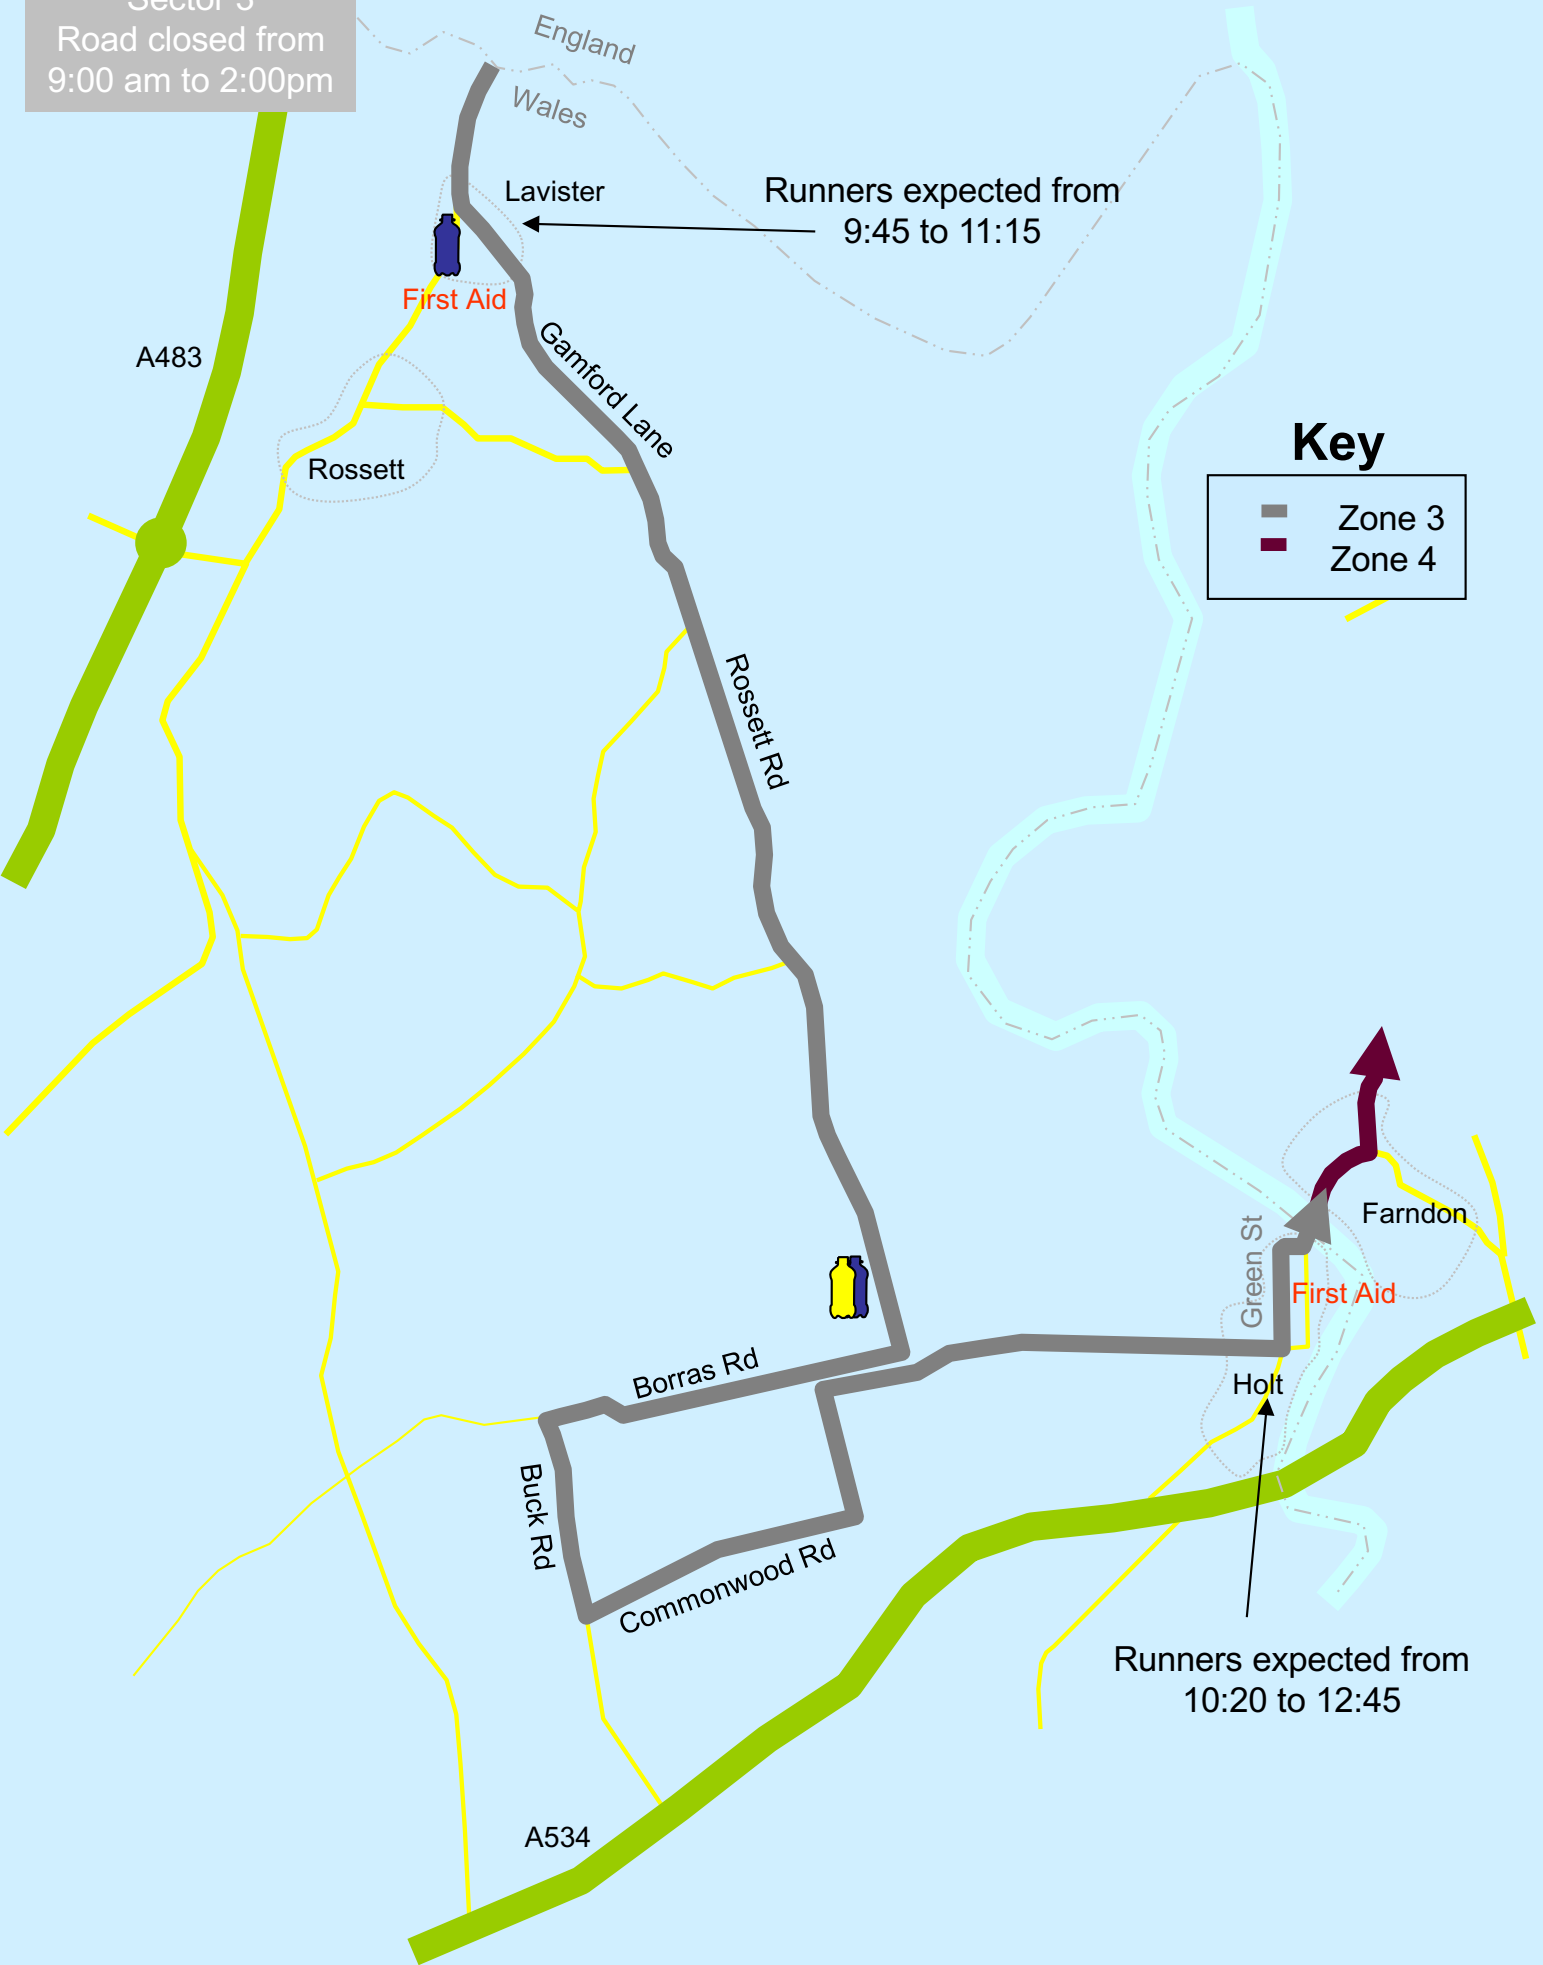 Sector 3
Road closed from
9:00 am to 2:00pm
England
Wales
Lavister
Runners expected from
9:45 to 11:15
First Aid
A483
Gamford Lane
Rossett
Key
Zone 3
Zone 4
Rossett Rd
Farndon
Green St
First Aid
Borras Rd
Holt
Buck Rd
Commonwood Rd
Runners expected from
10:20 to 12:45
A534